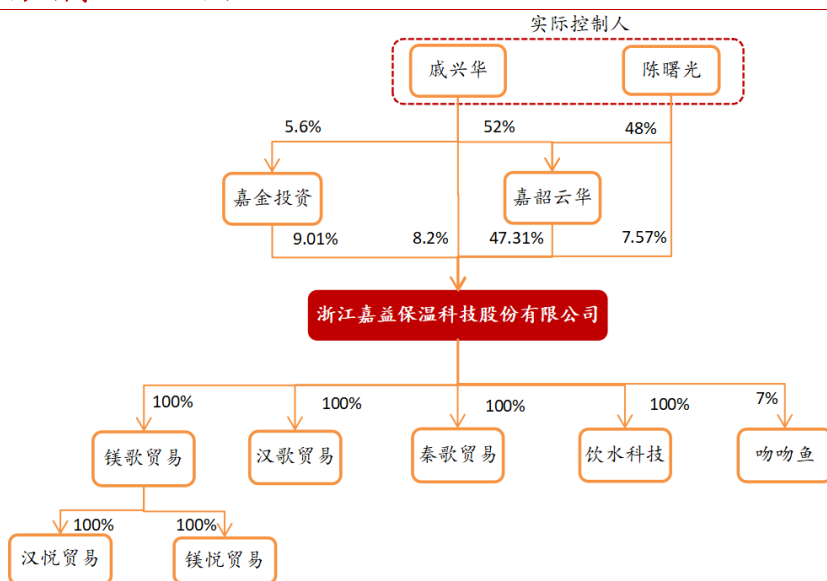 实际控制人
戚兴华
陈曙光
5.6%
52%
48%
嘉金投资
嘉韶云华
9.01%
8.2%
47.31%
7.57%
浙江嘉益保温科技股份有限公司
100%
100%
100%
100%
7%
镁歌贸易
汉歌贸易
秦歌贸易
饮水科技
吻吻鱼
100%
100%
汉悦贸易
镁悦贸易